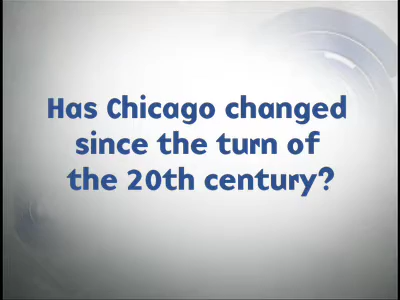 Has Chicago changed
since the turn of
the 20th century?